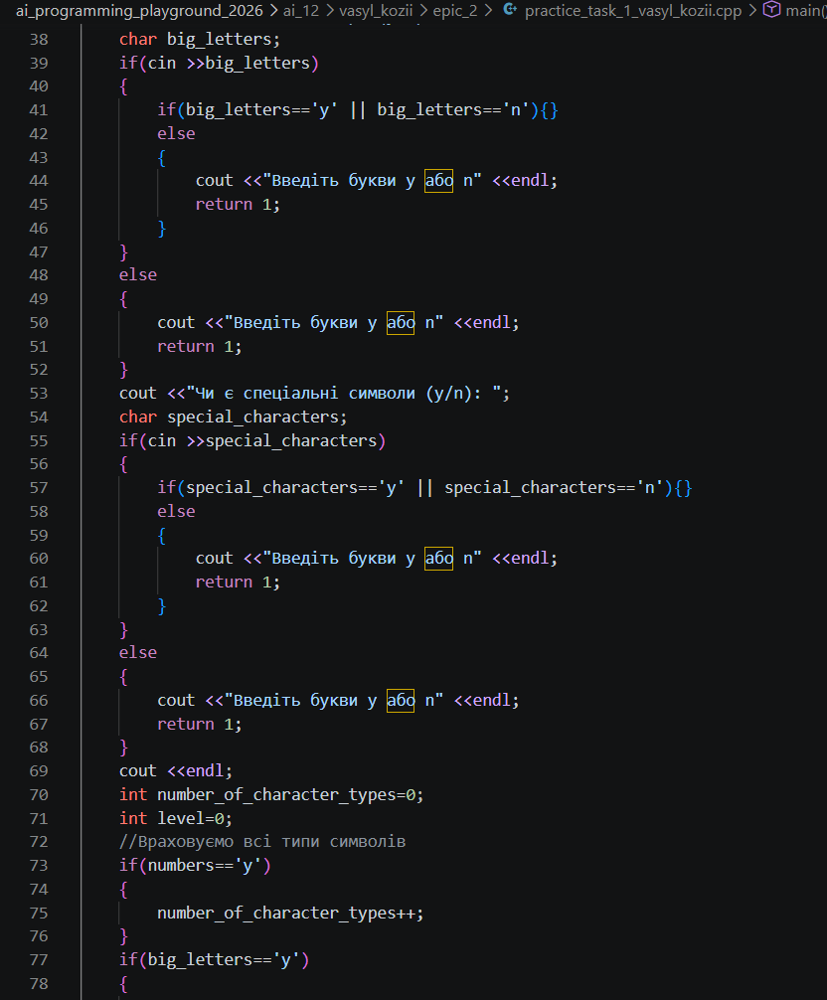 ai_programming_playground_2026 > ai_12 > vasyl_kozii > epic_2 > practice_task_1_vasyl_kozii.cpp > main()
38 char big_letters;
39 if(cin >>big_letters)
40 {
41 if(big_letters=='y' || big_letters=='n'){}
42 else
43 {
44 cout <<"Введіть букви y або n" <<endl;
45 return 1;
46 }
47 }
48 else
49 {
50 cout <<"Введіть букви y або n" <<endl;
51 return 1;
52 }
53 cout <<"Чи є спеціальні символи (y/n): ";
54 char special_characters;
55 if(cin >>special_characters)
56 {
57 if(special_characters=='y' || special_characters=='n'){}
58 else
59 {
60 cout <<"Введіть букви y або n" <<endl;
61 return 1;
62 }
63 }
64 else
65 {
66 cout <<"Введіть букви y або n" <<endl;
67 return 1;
68 }
69 cout <<endl;
70 int number_of_character_types=0;
71 int level=0;
72 //Враховуємо всі типи символів
73 if(numbers=='y')
74 {
75 number_of_character_types++;
76 }
77 if(big_letters=='y')
78 {